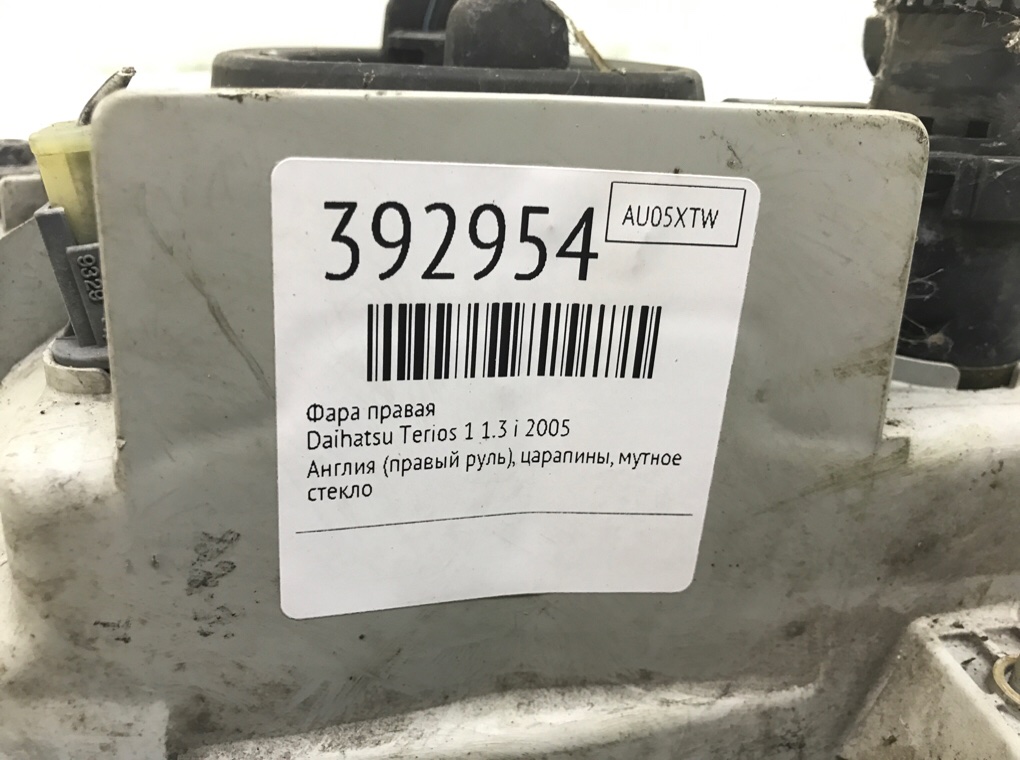 392954
AU05XTW
Фара правая
Daihatsu Terios 1 1.3 i 2005
Англия (правый руль), царапины, мутное
стекло
9329